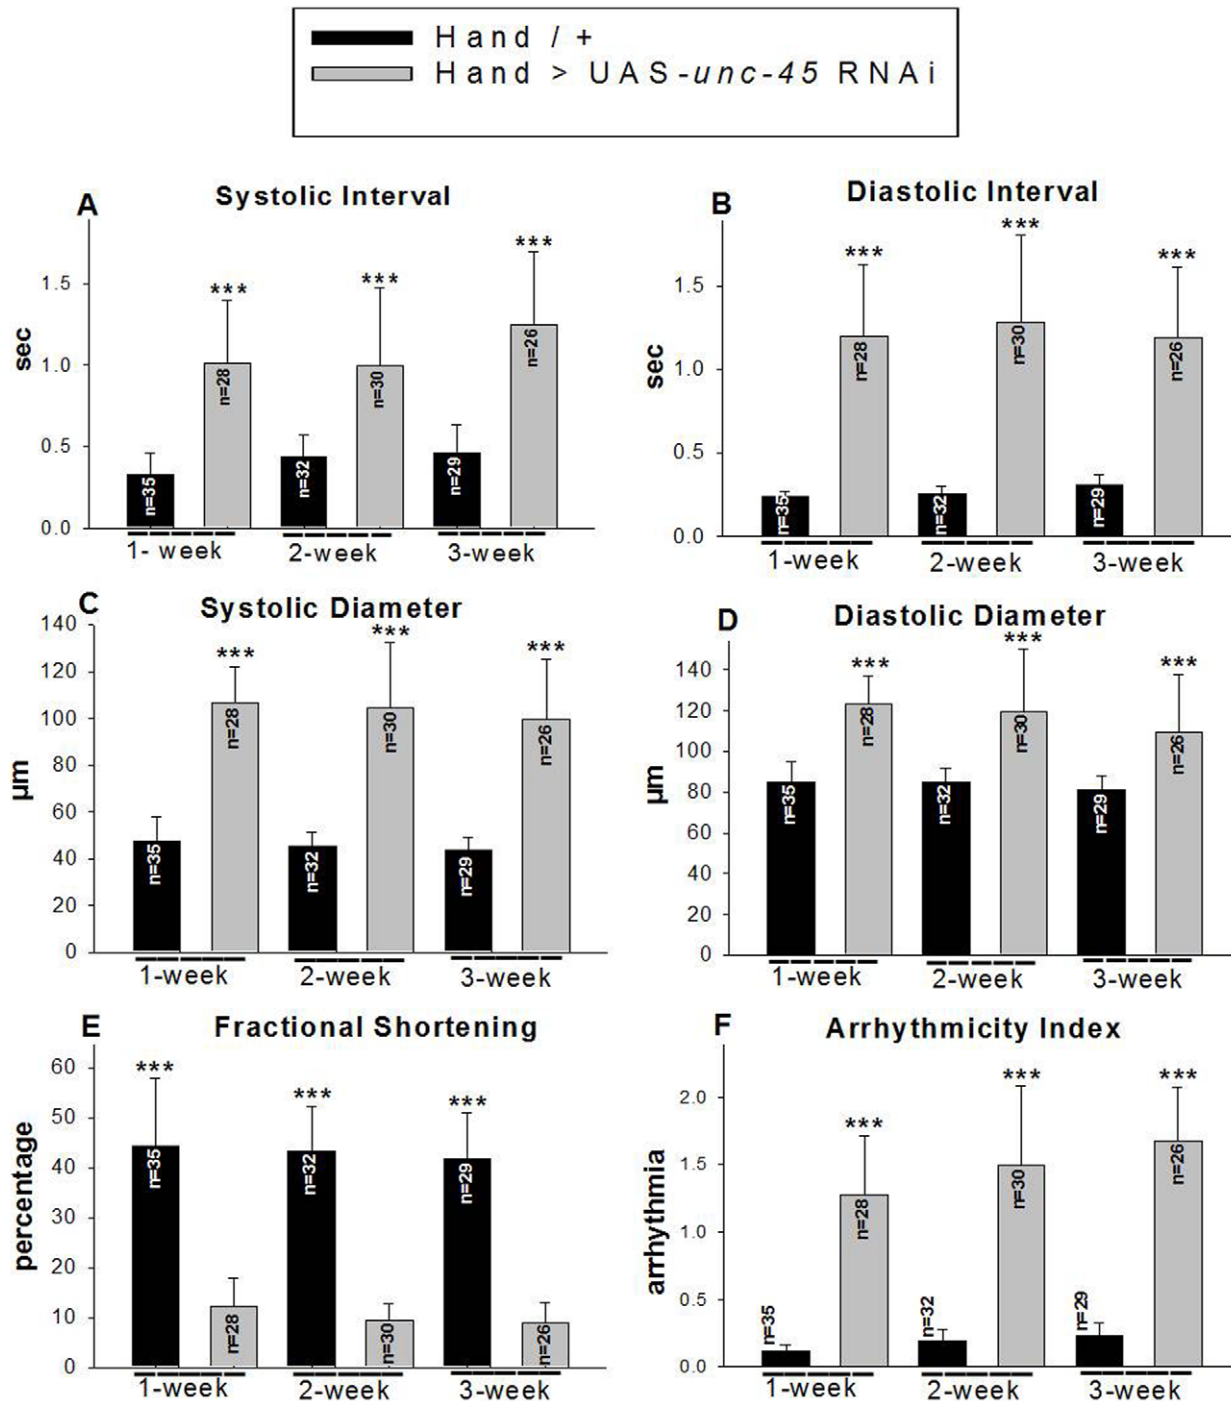 Hand / +
Hand > UAS-unc-45 RNAi
A Systolic Interval
sec
1.5
1.0
0.5
0.0
*** *** ***
n=35 n=28 n=32 n=30 n=29 n=26
1- week 2-week 3-week
B Diastolic Interval
sec
1.5
1.0
0.5
0.0
*** *** ***
n=35 n=28 n=32 n=30 n=29 n=26
1-week 2-week 3-week
C Systolic Diameter
µm
140
120
100
80
60
40
20
0
*** *** ***
n=35 n=28 n=32 n=30 n=29 n=26
1-week 2-week 3-week
D Diastolic Diameter
µm
140
120
100
80
60
40
20
0
*** *** ***
n=35 n=28 n=32 n=30 n=29 n=26
1-week 2-week 3-week
E Fractional Shortening
percentage
60
50
40
30
20
10
0
*** *** ***
n=35 n=28 n=32 n=30 n=29 n=26
1-week 2-week 3-week
F Arrhythmicity Index
arrhythmia
2.0
1.5
1.0
0.5
0.0
*** *** ***
n=35 n=28 n=32 n=30 n=29 n=26
1-week 2-week 3-week